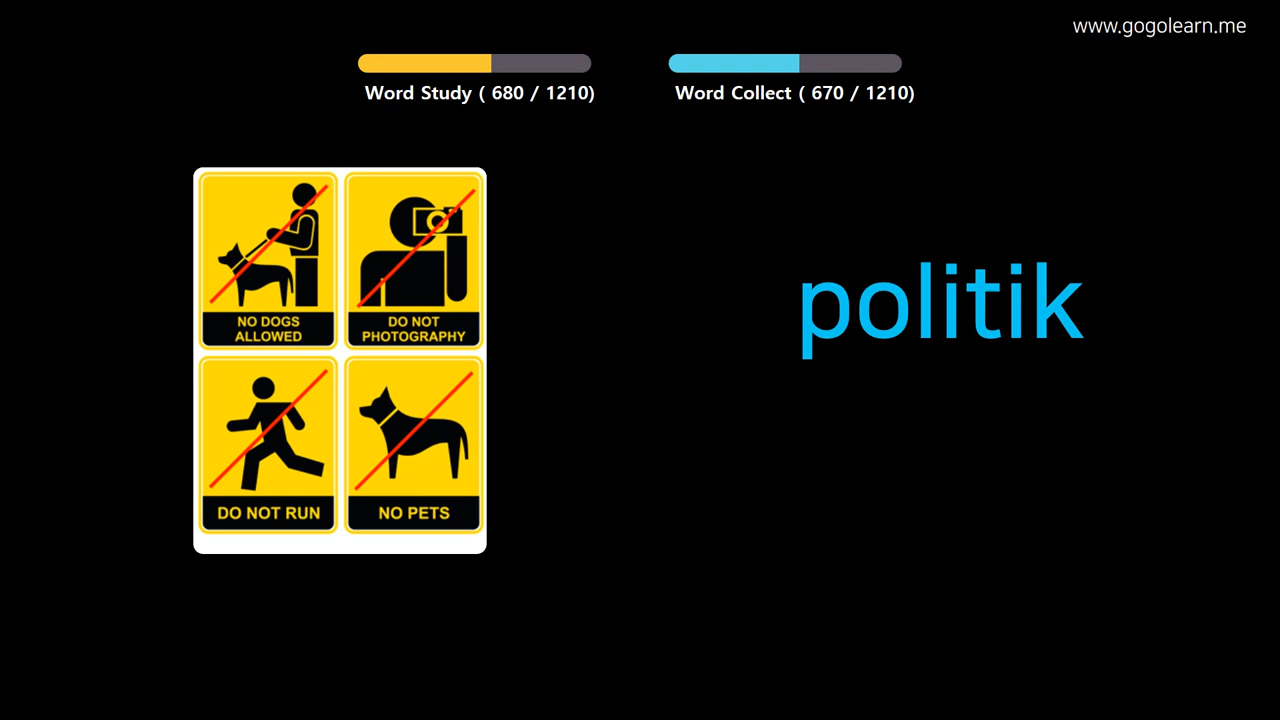 www.gogolearn.me
Word Study ( 680 / 1210)
Word Collect ( 670 / 1210)
NO DOGS
ALLOWED
DO NOT
PHOTOGRAPHY
politik
DO NOT RUN
NO PETS